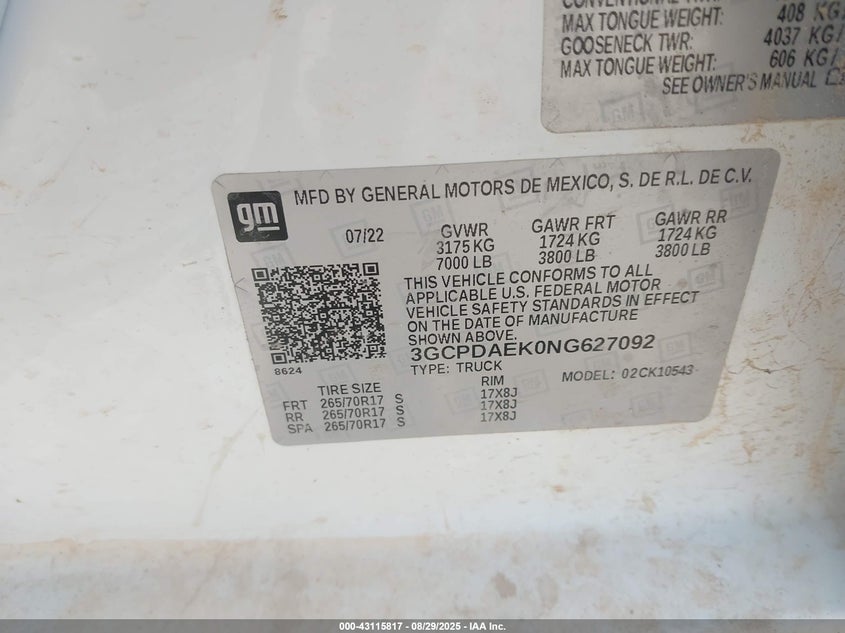 MAX TONGUE WEIGHT: 408 KG/
GOOSENECK TWR: 4037 KG/
MAX TONGUE WEIGHT: 606 KG/
SEE OWNER'S MANUAL
gm
MFD BY GENERAL MOTORS DE MEXICO, S. DE R.L. DE C.V.
07/22 GVWR GAWR FRT GAWR RR
3175 KG 1724 KG 1724 KG
7000 LB 3800 LB 3800 LB
THIS VEHICLE CONFORMS TO ALL
APPLICABLE U.S. FEDERAL MOTOR
VEHICLE SAFETY STANDARDS IN EFFECT
ON THE DATE OF MANUFACTURE
SHOWN ABOVE.
3GCPDAEK0NG627092
8624
TYPE: TRUCK MODEL: 02CK10543
TIRE SIZE RIM
FRT 265/70R17 S 17X8J
RR 265/70R17 S 17X8J
SPA 265/70R17 S 17X8J
000-43115817 - 08/29/2025 - IAA Inc.